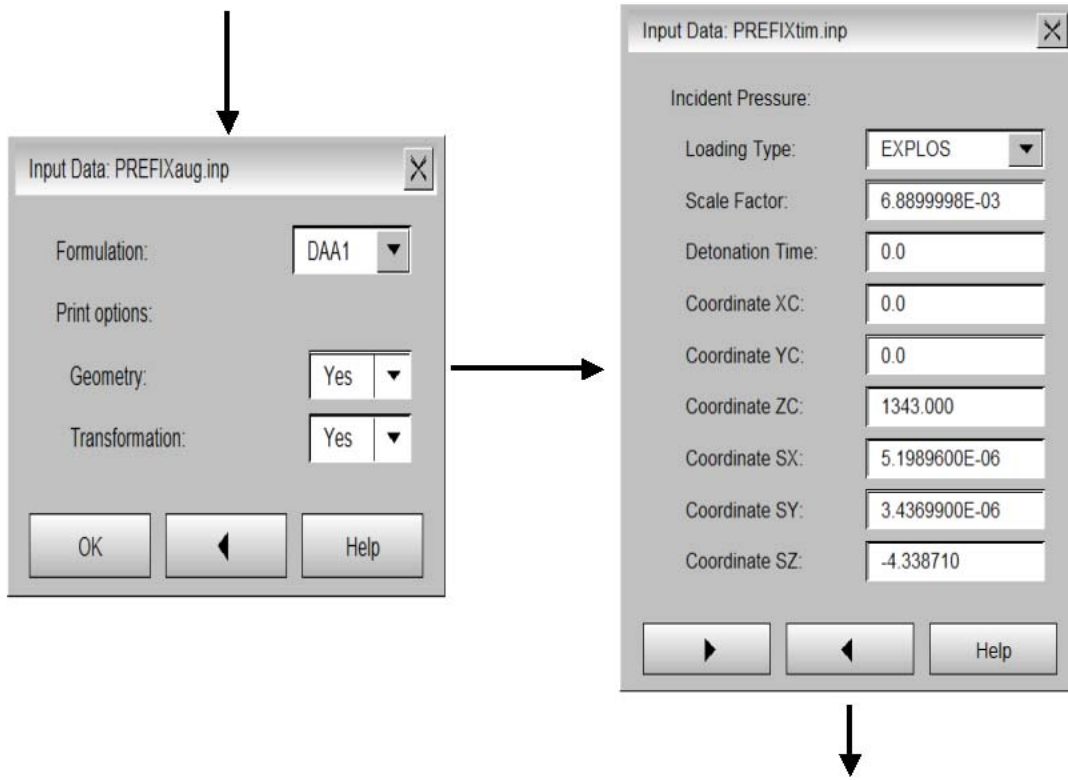 Input Data: PREFIXaug.inp
Formulation: DAA1
Print options:
Geometry: Yes
Transformation: Yes
OK Help
Input Data: PREFIXtim.inp
Incident Pressure:
Loading Type: EXPLOS
Scale Factor: 6.8899998E-03
Detonation Time: 0.0
Coordinate XC: 0.0
Coordinate YC: 0.0
Coordinate ZC: 1343.000
Coordinate SX: 5.1989600E-06
Coordinate SY: 3.4369900E-06
Coordinate SZ: -4.338710
Help